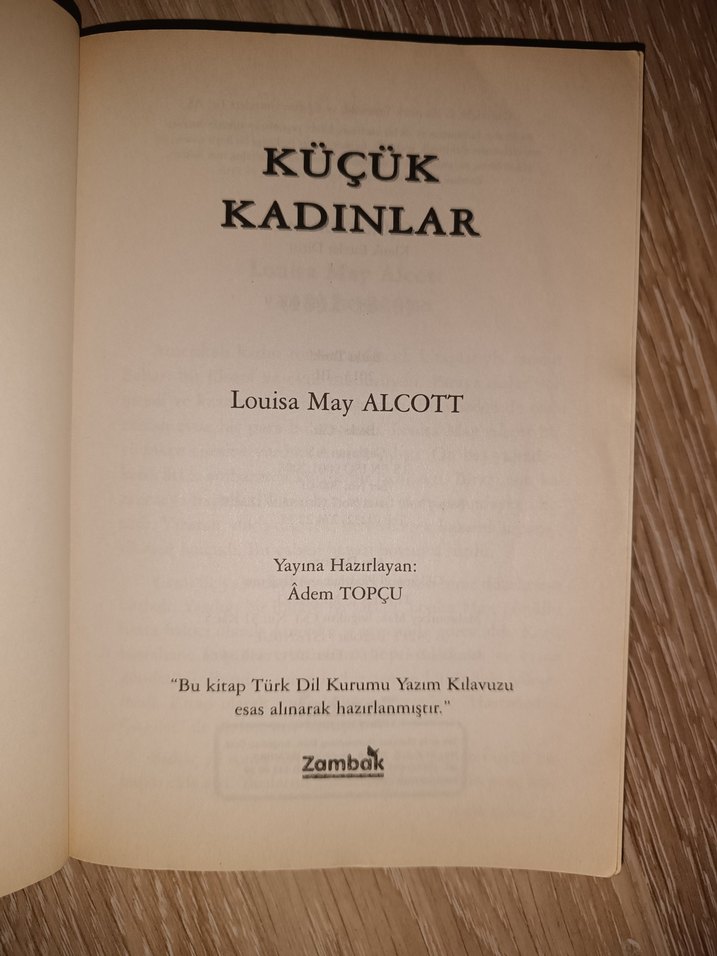 KÜÇÜK
KADINLAR
Louisa May ALCOTT
Yayına Hazırlayan:
Âdem TOPÇU
“Bu kitap Türk Dil Kurumu Yazım Kılavuzu
esas alınarak hazırlanmıştır.”
Zambak